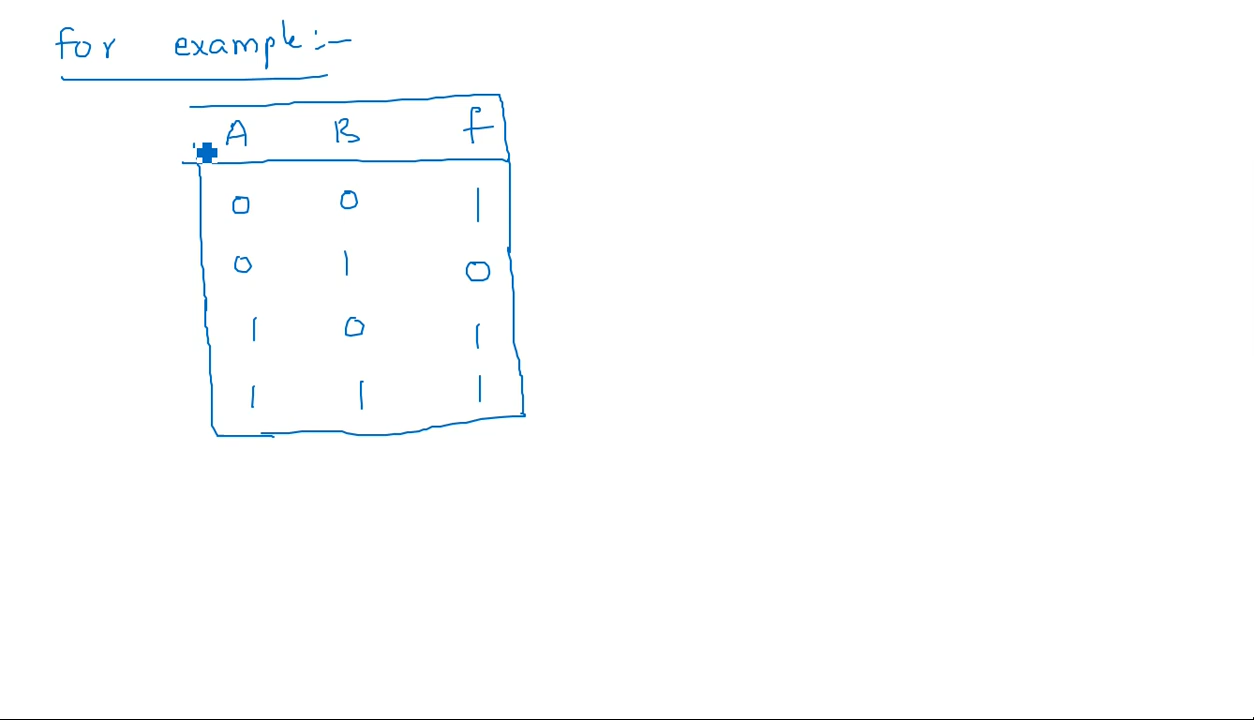 for example:-
A B f
0 0 1
0 1 0
1 0 1
1 1 1